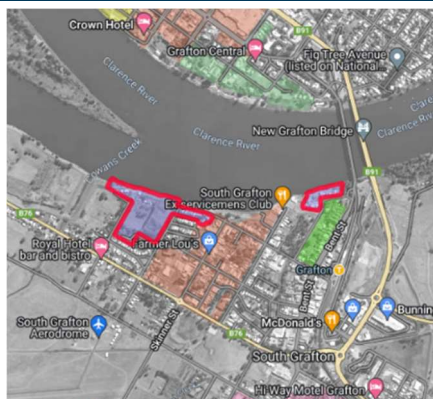 Crown Hotel
Grafton Central
B91
Fig Tree Avenue
(listed on National...
Clarence River
Clarence River
New Grafton Bridge
Clare
Clarence River
B91
South Grafton
Ex-servicemens Club
B76
Royal Hotel
bar and bistro
Farmer Lou's
Bent St
Grafton
Bent St
McDonald's
Bunnin
South Grafton
Aerodrome
Skinner St
B76
South Grafton
Hi-Way Motel Grafton